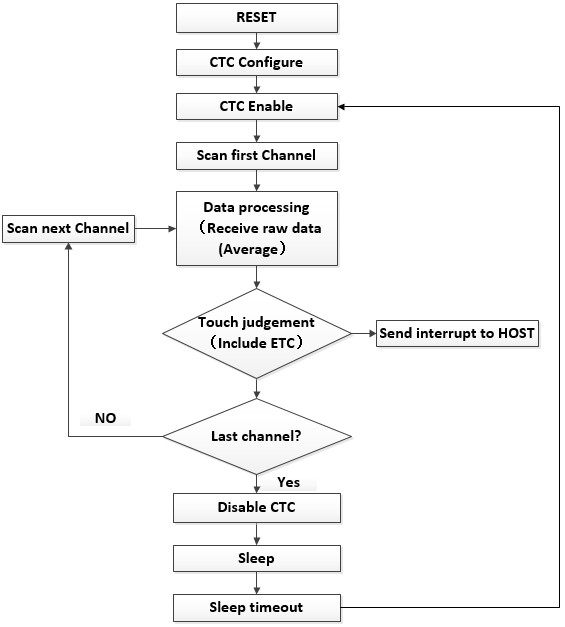 RESET
CTC Configure
CTC Enable
Scan first Channel
Data processing
（Receive raw data
(Average）
Scan next Channel
Touch judgement
（Include ETC）
Send interrupt to HOST
NO
Last channel?
Yes
Disable CTC
Sleep
Sleep timeout